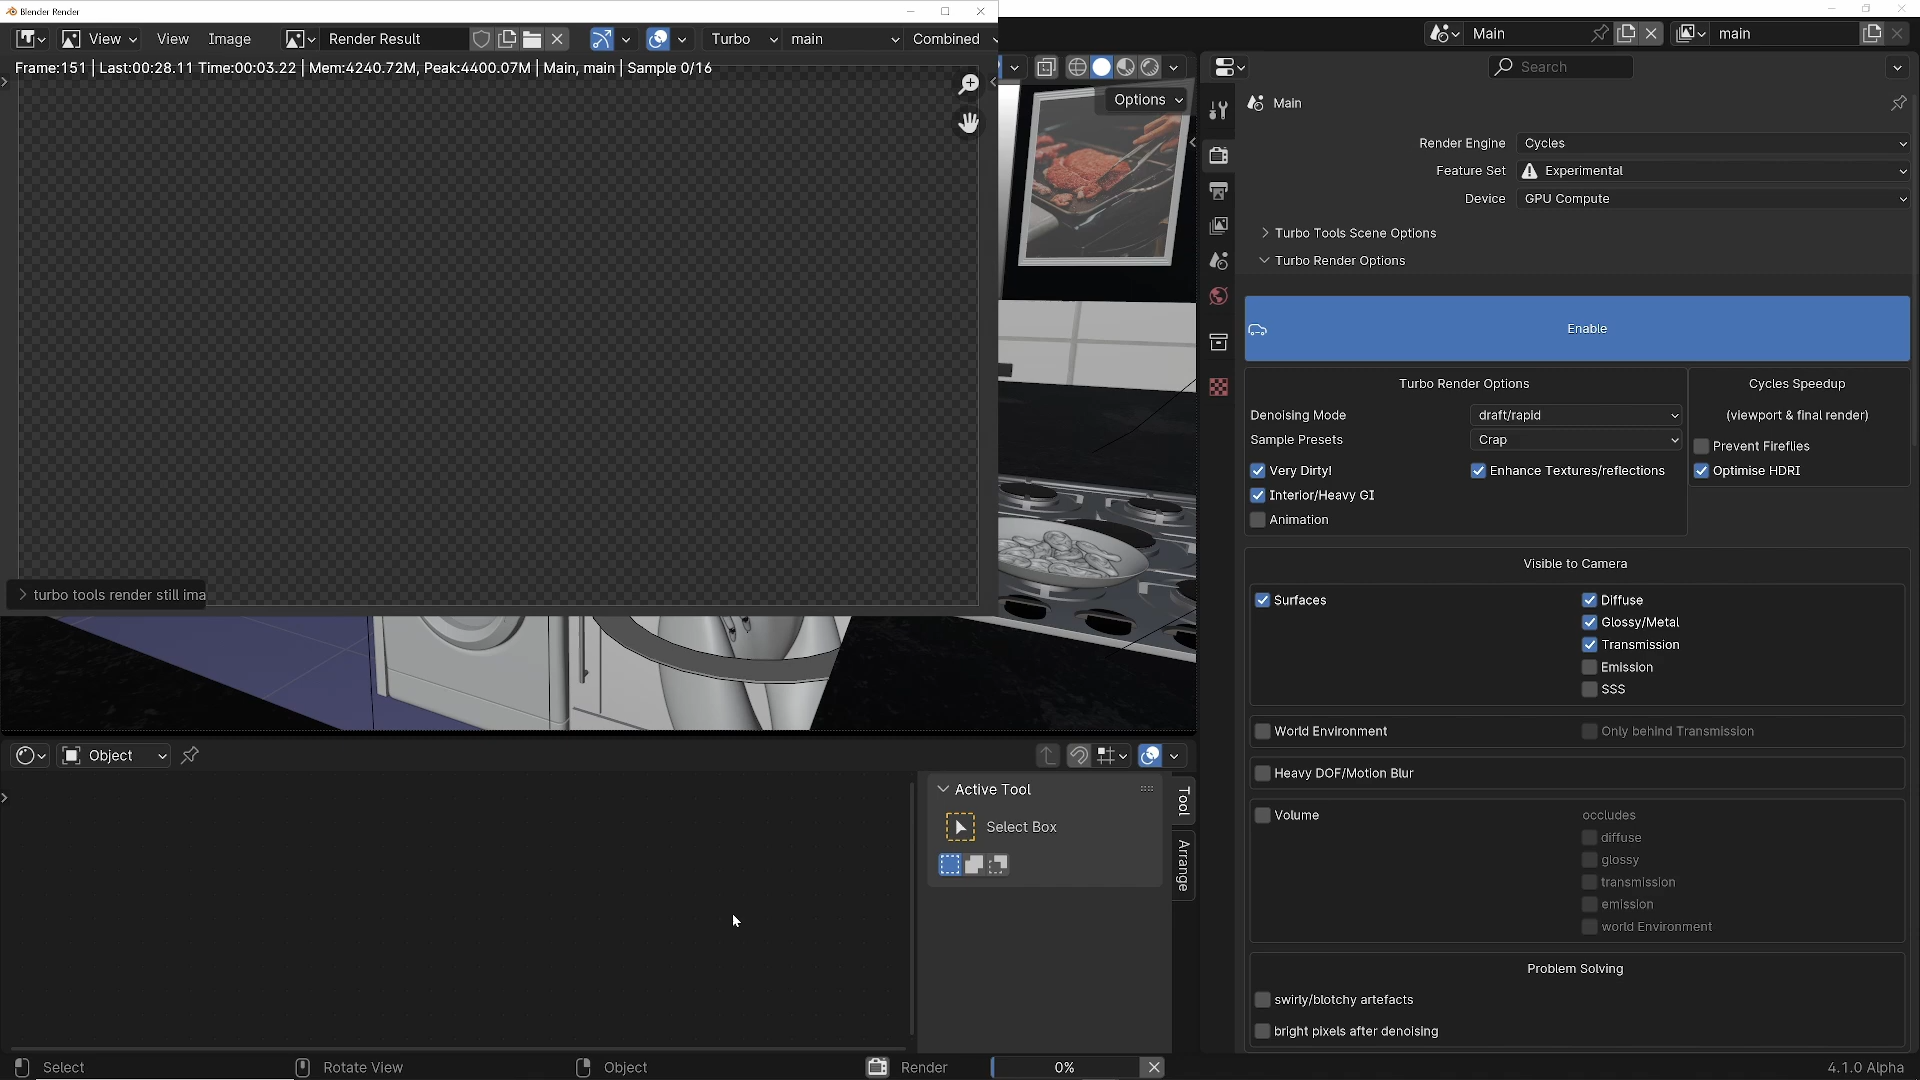 Blender Render
View
View
Image
Render Result
Turbo
main
Combined
Frame:151 | Last:00:28.11 Time:00:03.22 | Mem:4240.72M, Peak:4400.07M | Main, main | Sample 0/16
Main
main
Search
Options
Main
Render Engine
Cycles
Feature Set
Experimental
Device
GPU Compute
Turbo Tools Scene Options
Turbo Render Options
Enable
Turbo Render Options
Cycles Speedup
Denoising Mode
draft/rapid
(viewport & final render)
Sample Presets
Crap
Prevent Fireflies
Very Dirty!
Enhance Textures/reflections
Optimise HDRI
Interior/Heavy GI
Animation
Visible to Camera
Surfaces
Diffuse
Glossy/Metal
Transmission
Emission
SSS
World Environment
Only behind Transmission
Heavy DOF/Motion Blur
Volume
occludes
diffuse
glossy
transmission
emission
world Environment
Problem Solving
swirly/blotchy artefacts
bright pixels after denoising
turbo tools render still ima
Object
Active Tool
Select Box
Tool
Arrange
Select
Rotate View
Object
Render
0%
4.1.0 Alpha